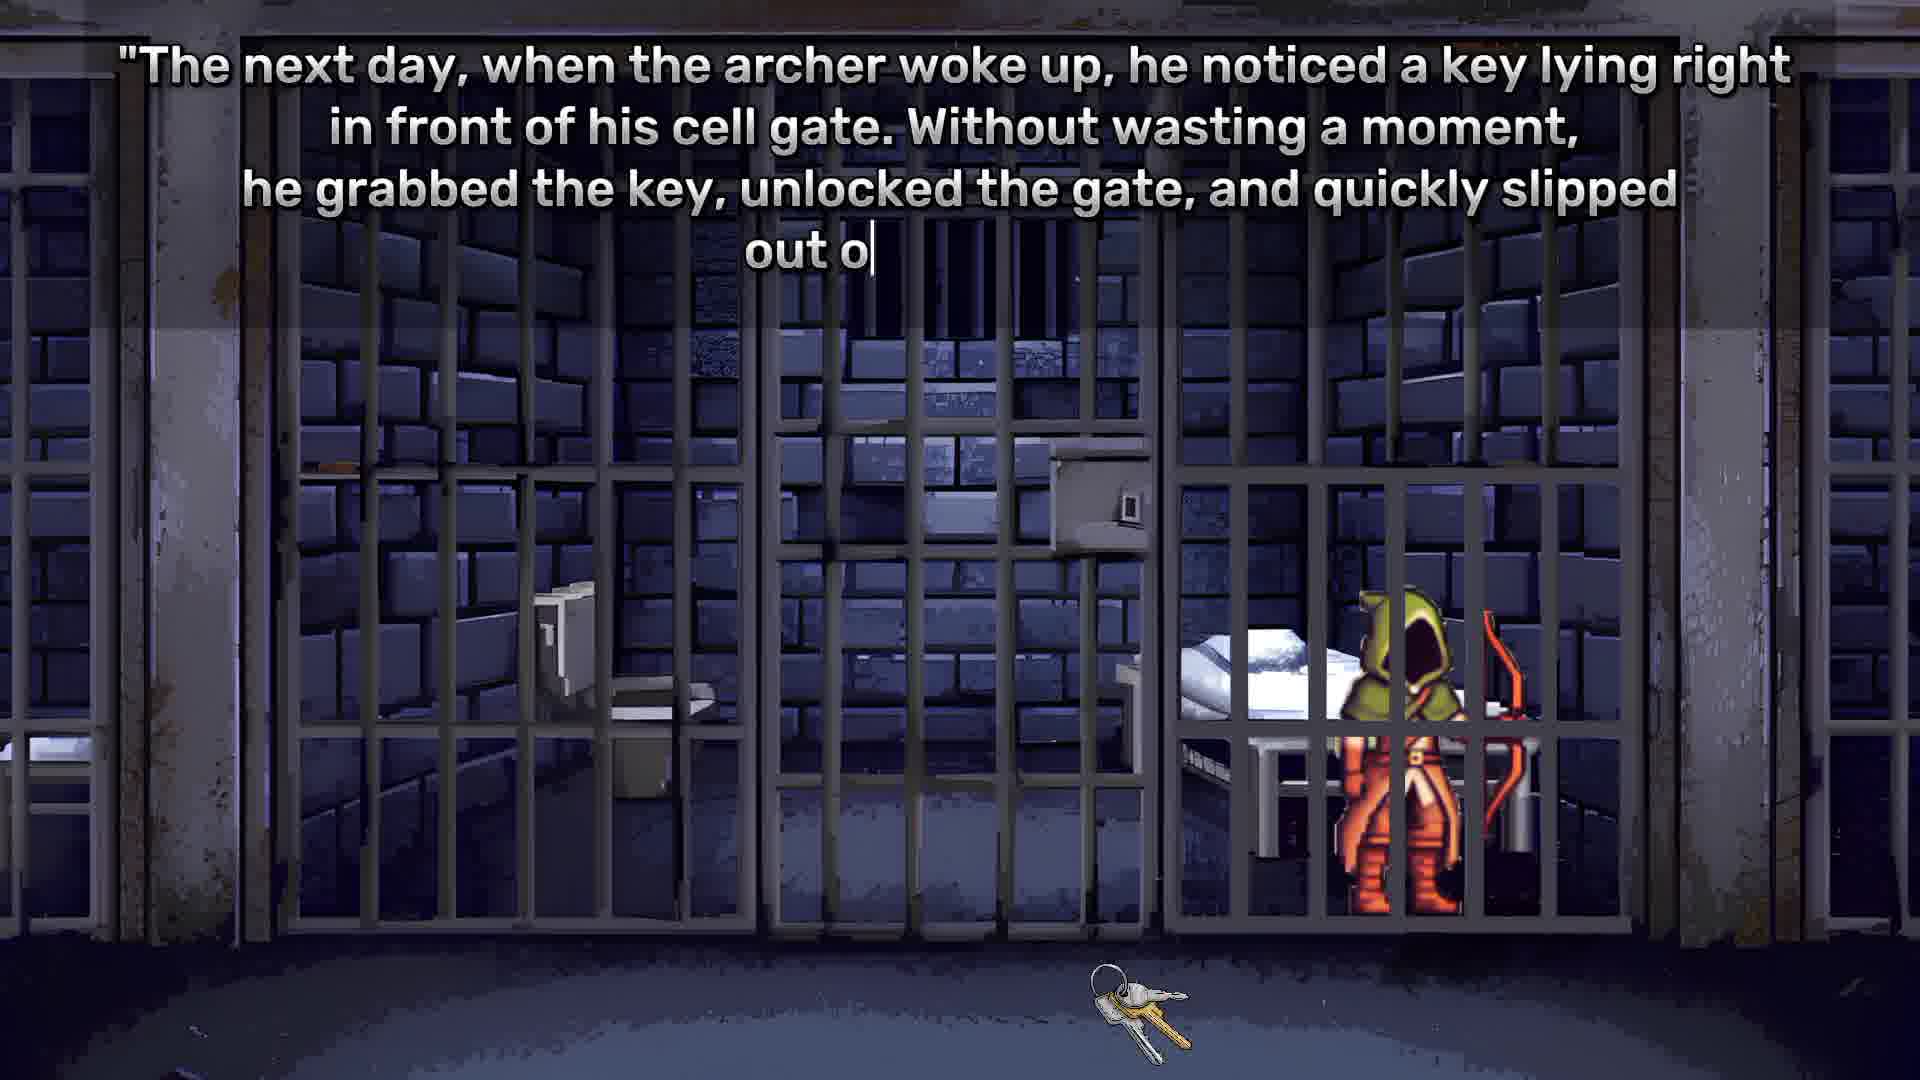 "The next day, when the archer woke up, he noticed a key lying right
in front of his cell gate. Without wasting a moment,
he grabbed the key, unlocked the gate, and quickly slipped
out o